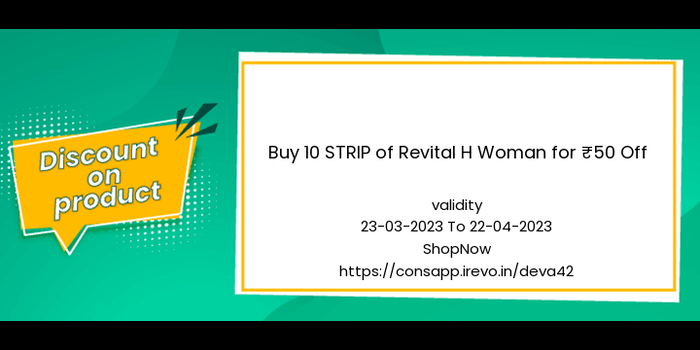 Discount
on
product
Buy 10 STRIP of Revital H Woman for ₹50 Off
validity
23-03-2023 To 22-04-2023
ShopNow
https://consapp.irevo.in/deva42